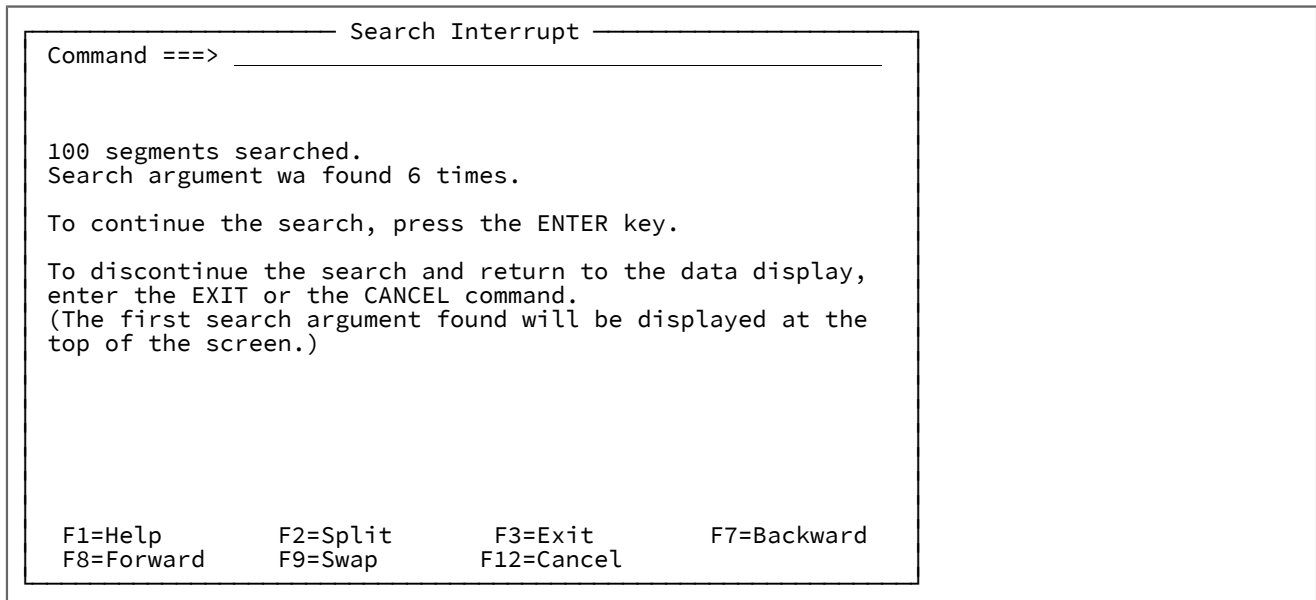 Search Interrupt
Command ===>
100 segments searched.
Search argument wa found 6 times.
To continue the search, press the ENTER key.
To discontinue the search and return to the data display,
enter the EXIT or the CANCEL command.
(The first search argument found will be displayed at the
top of the screen.)
F1=Help F2=Split F3=Exit F7=Backward
F8=Forward F9=Swap F12=Cancel